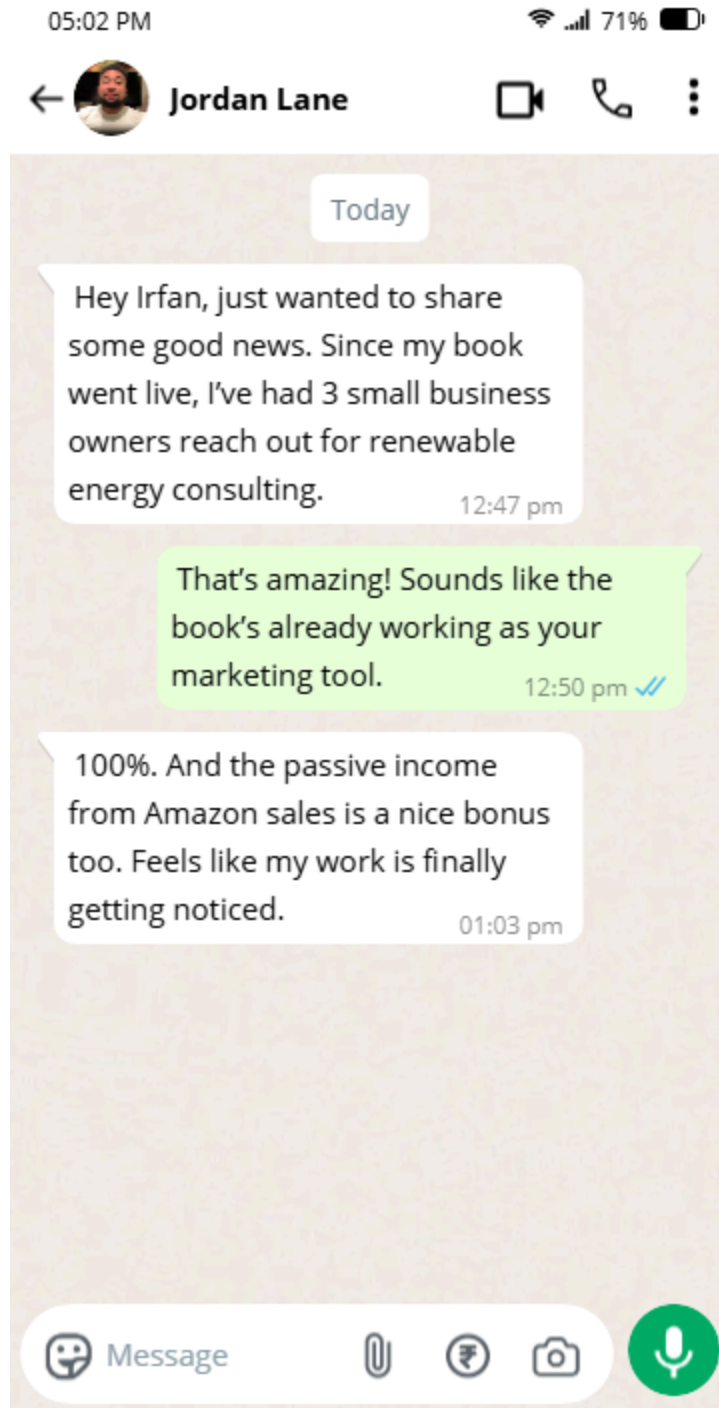 05:02 PM 71%
Jordan Lane
Today
Hey Irfan, just wanted to share
some good news. Since my book
went live, I’ve had 3 small business
owners reach out for renewable
energy consulting.
12:47 pm
That’s amazing! Sounds like the
book’s already working as your
marketing tool.
12:50 pm
100%. And the passive income
from Amazon sales is a nice bonus
too. Feels like my work is finally
getting noticed.
01:03 pm
Message ₹